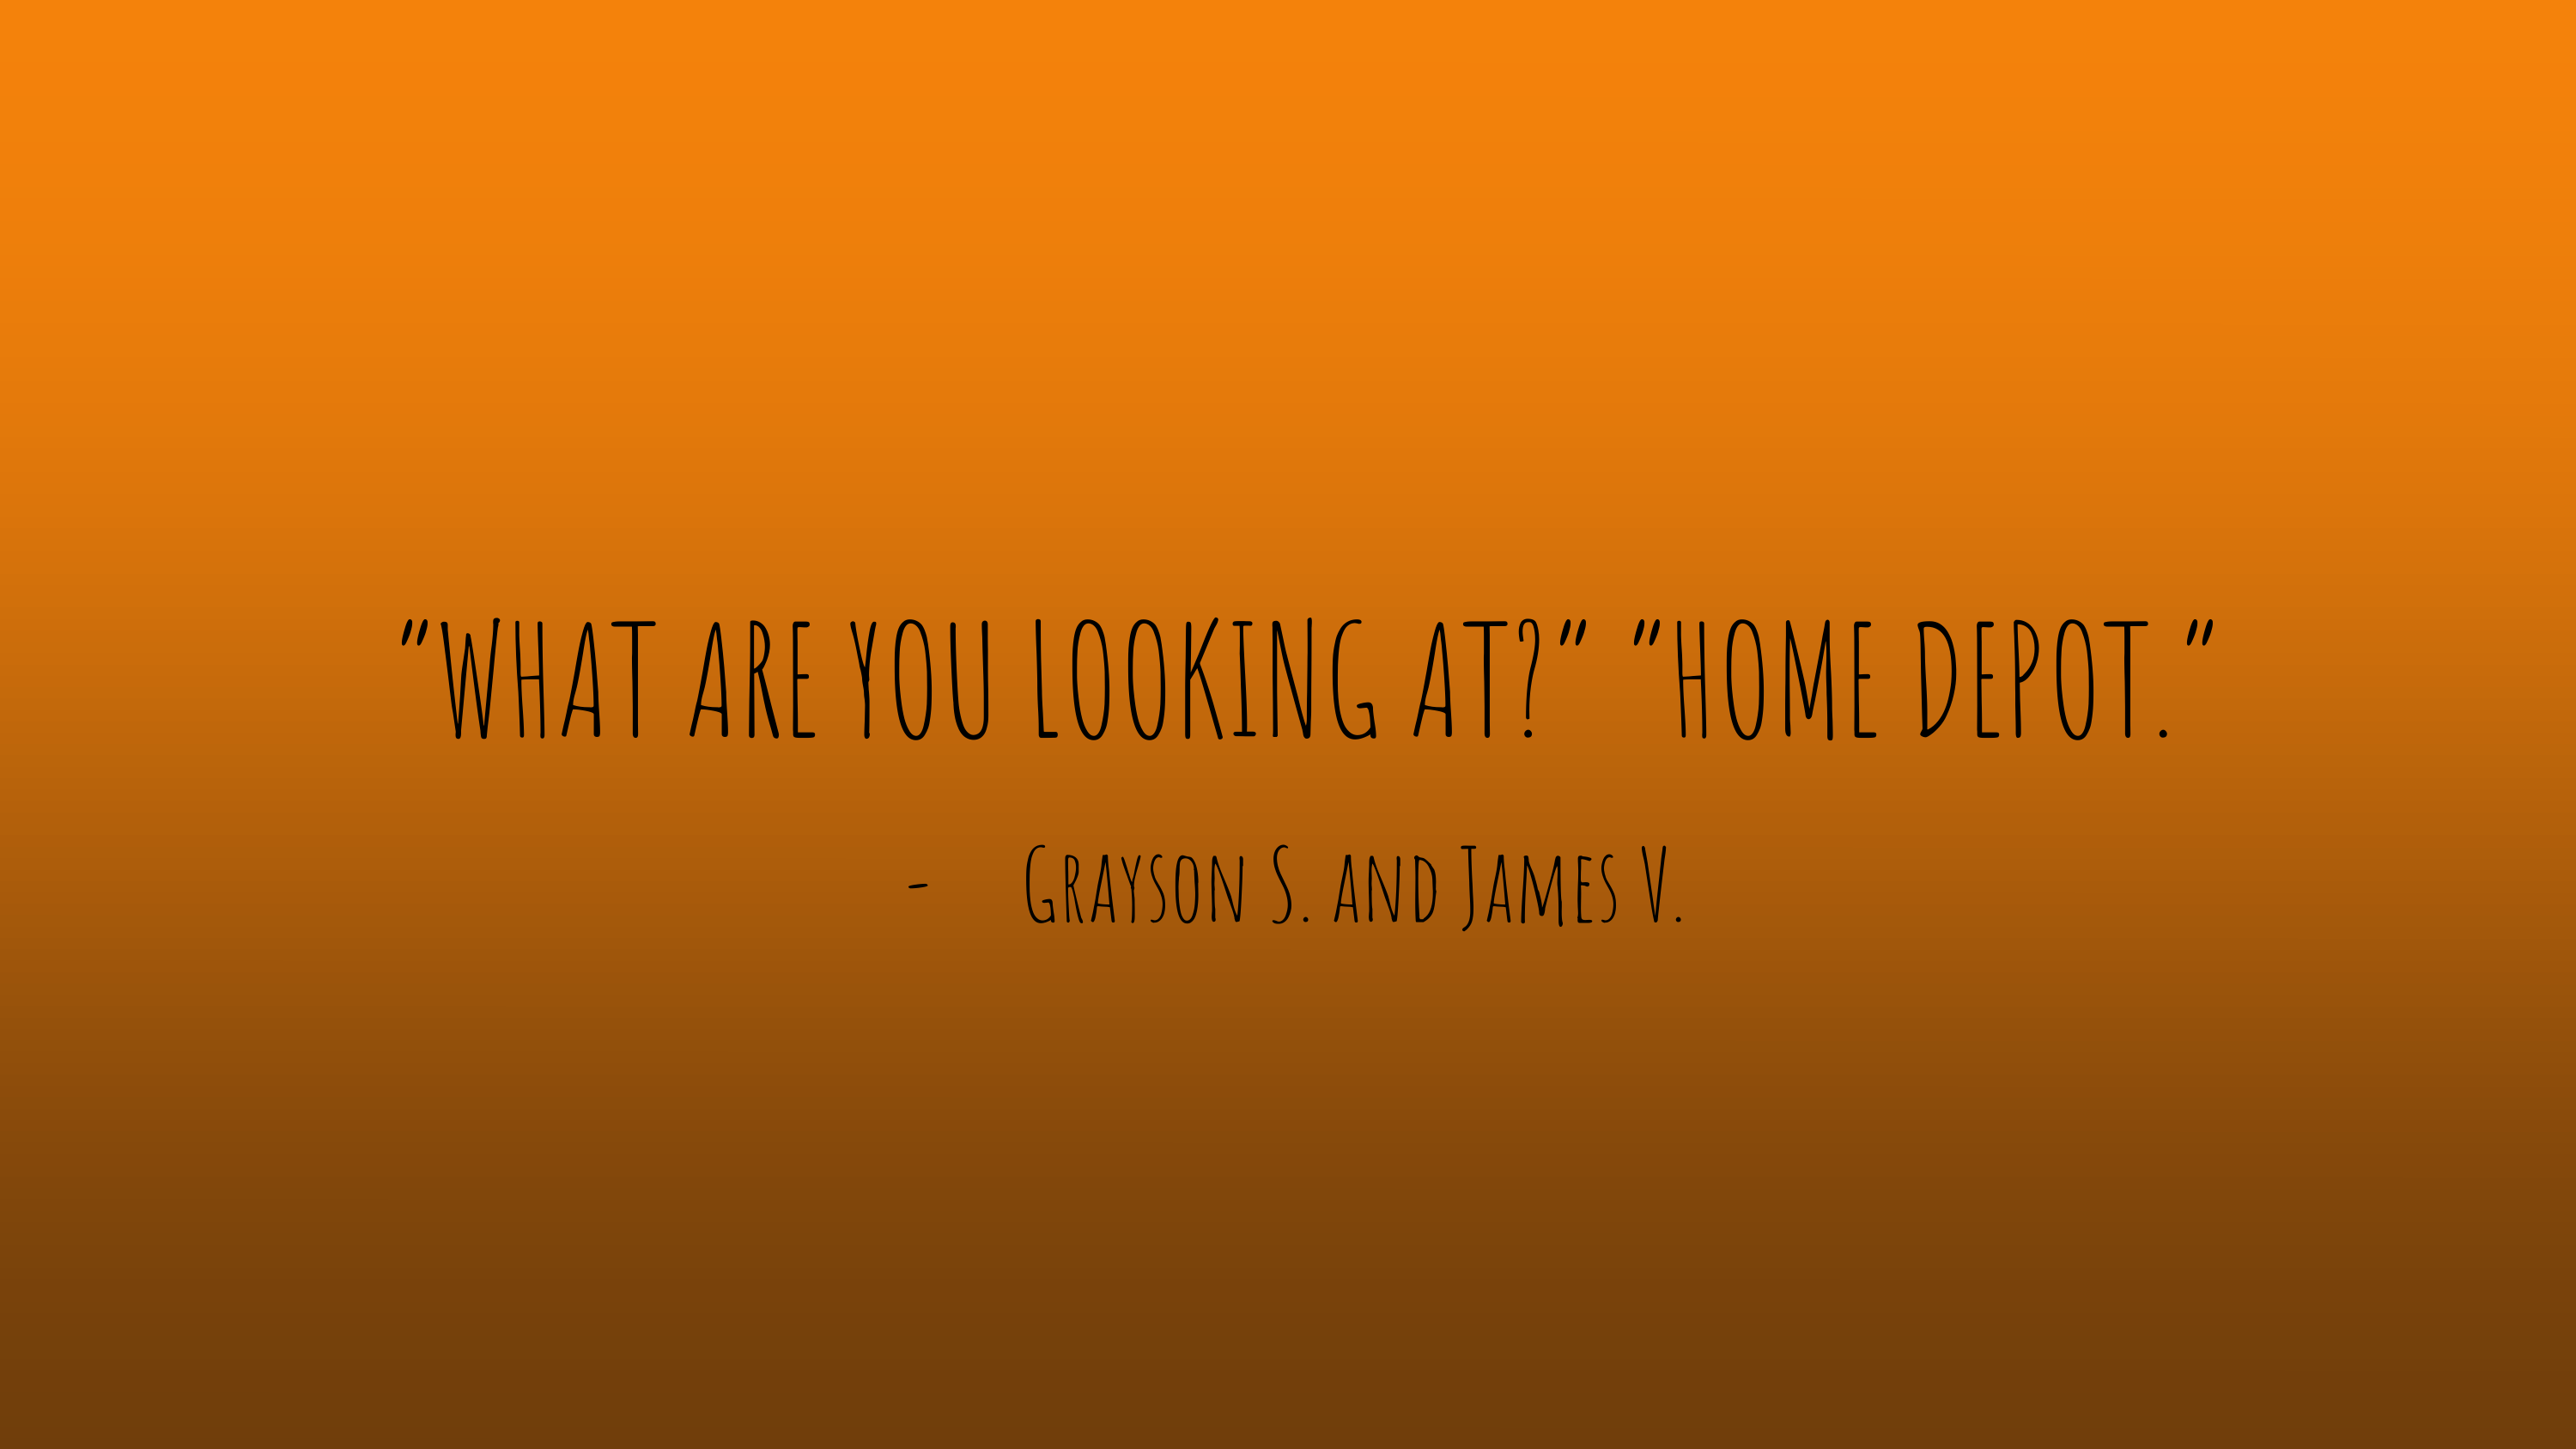 "What are you looking at?" "Home Depot."
- Grayson S. and James V.